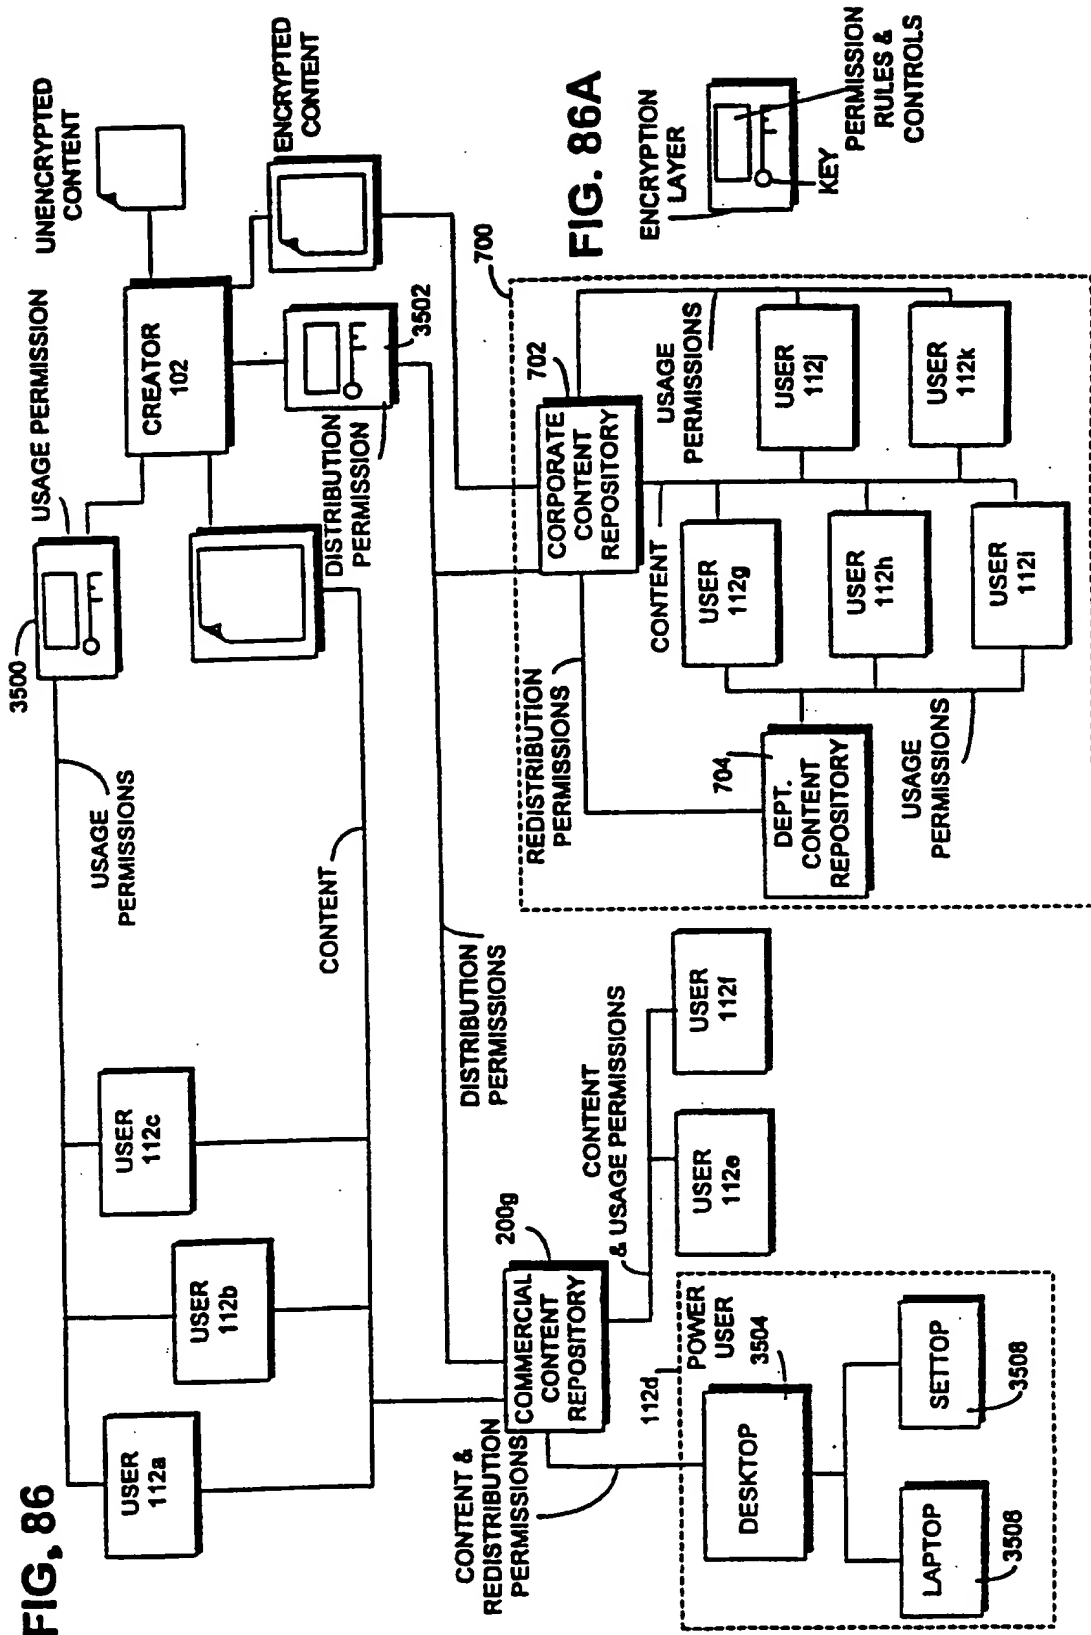 FIG. 86
USER
112a
USER
112b
USER
112c
USAGE
PERMISSIONS
3500
USAGE PERMISSION
CREATOR
102
UNENCRYPTED
CONTENT
ENCRYPTED
CONTENT
DISTRIBUTION
PERMISSION
3502
CONTENT
DISTRIBUTION
PERMISSIONS
CONTENT &
REDISTRIBUTION
PERMISSIONS
COMMERCIAL
CONTENT
REPOSITORY
200g
CONTENT
& USAGE PERMISSIONS
USER
112e
USER
112f
112d
POWER
USER
3504
DESKTOP
LAPTOP
3508
SETTOP
3508
700
702
CORPORATE
CONTENT
REPOSITORY
REDISTRIBUTION
PERMISSIONS
704
DEPT.
CONTENT
REPOSITORY
CONTENT
USAGE
PERMISSIONS
USER
112g
USER
112h
USER
112i
USER
112j
USER
112k
USAGE
PERMISSIONS
FIG. 86A
ENCRYPTION
LAYER
KEY
PERMISSION
RULES &
CONTROLS